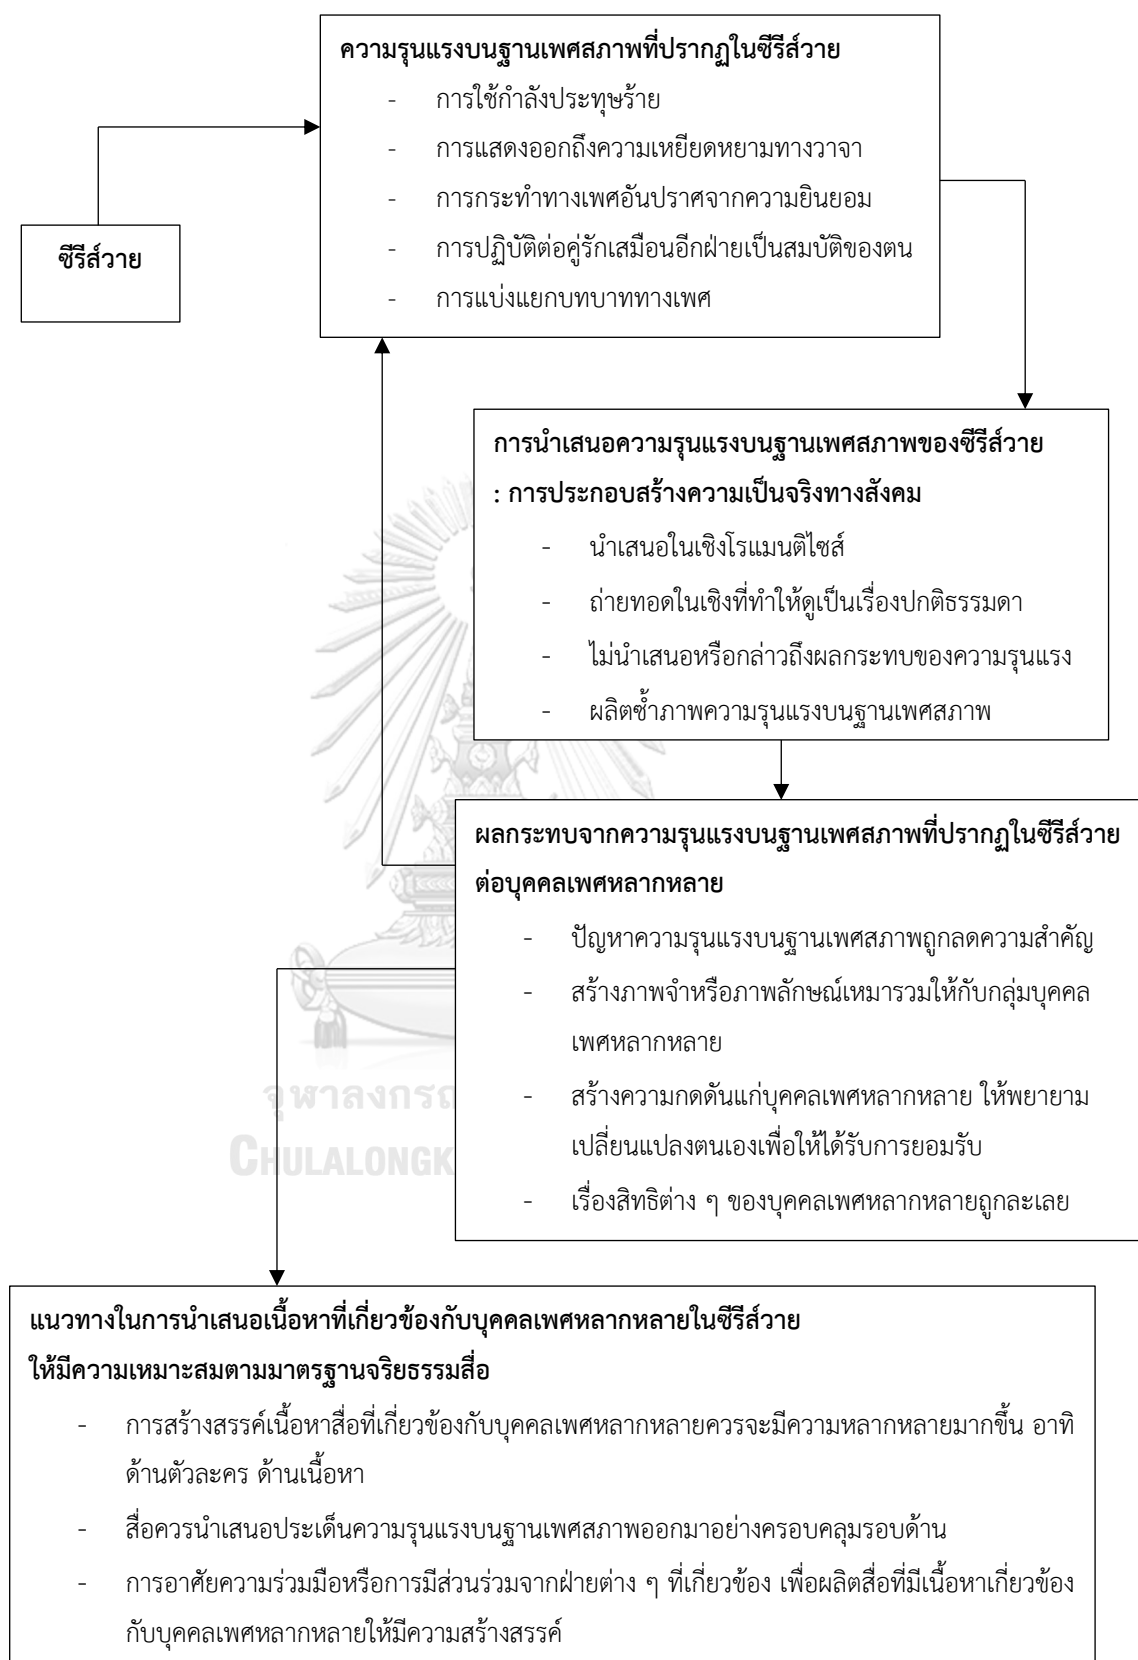 ความรุนแรงบนฐานเพศสภาพที่ปรากฏในซีรีส์วาย
- การใช้กำลังประทุษร้าย
- การแสดงออกถึงความเหยียดหยามทางวาจา
- การกระทำทางเพศอันปราศจากความยินยอม
- การปฏิบัติต่อคู่รักเสมือนอีกฝ่ายเป็นสมบัติของตน
- การแบ่งแยกบทบาททางเพศ
ซีรีส์วาย
การนำเสนอความรุนแรงบนฐานเพศสภาพของซีรีส์วาย
: การประกอบสร้างความเป็นจริงทางสังคม
- นำเสนอในเชิงโรแมนติไซส์
- ถ่ายทอดในเชิงที่ทำให้ดูเป็นเรื่องปกติธรรมดา
- ไม่นำเสนอหรือกล่าวถึงผลกระทบของความรุนแรง
- ผลิตซ้ำภาพความรุนแรงบนฐานเพศสภาพ
ผลกระทบจากความรุนแรงบนฐานเพศสภาพที่ปรากฏในซีรีส์วาย
ต่อบุคคลเพศหลากหลาย
- ปัญหาความรุนแรงบนฐานเพศสภาพถูกลดความสำคัญ
- สร้างภาพจำหรือภาพลักษณ์เหมารวมให้กับกลุ่มบุคคล
เพศหลากหลาย
- สร้างความกดดันแก่บุคคลเพศหลากหลาย ให้พยายาม
เปลี่ยนแปลงตนเองเพื่อให้ได้รับการยอมรับ
- เรื่องสิทธิต่าง ๆ ของบุคคลเพศหลากหลายถูกละเลย
จุฬาลงกรณ
CHULALONGK
แนวทางในการนำเสนอเนื้อหาที่เกี่ยวข้องกับบุคคลเพศหลากหลายในซีรีส์วาย
ให้มีความเหมาะสมตามมาตรฐานจริยธรรมสื่อ
- การสร้างสรรค์เนื้อหาสื่อที่เกี่ยวข้องกับบุคคลเพศหลากหลายควรจะมีความหลากหลายมากขึ้น อาทิ
ด้านตัวละคร ด้านเนื้อหา
- สื่อควรนำเสนอประเด็นความรุนแรงบนฐานเพศสภาพออกมาอย่างครอบคลุมรอบด้าน
- การอาศัยความร่วมมือหรือการมีส่วนร่วมจากฝ่ายต่าง ๆ ที่เกี่ยวข้อง เพื่อผลิตสื่อที่มีเนื้อหาเกี่ยวข้อง
กับบุคคลเพศหลากหลายให้มีความสร้างสรรค์